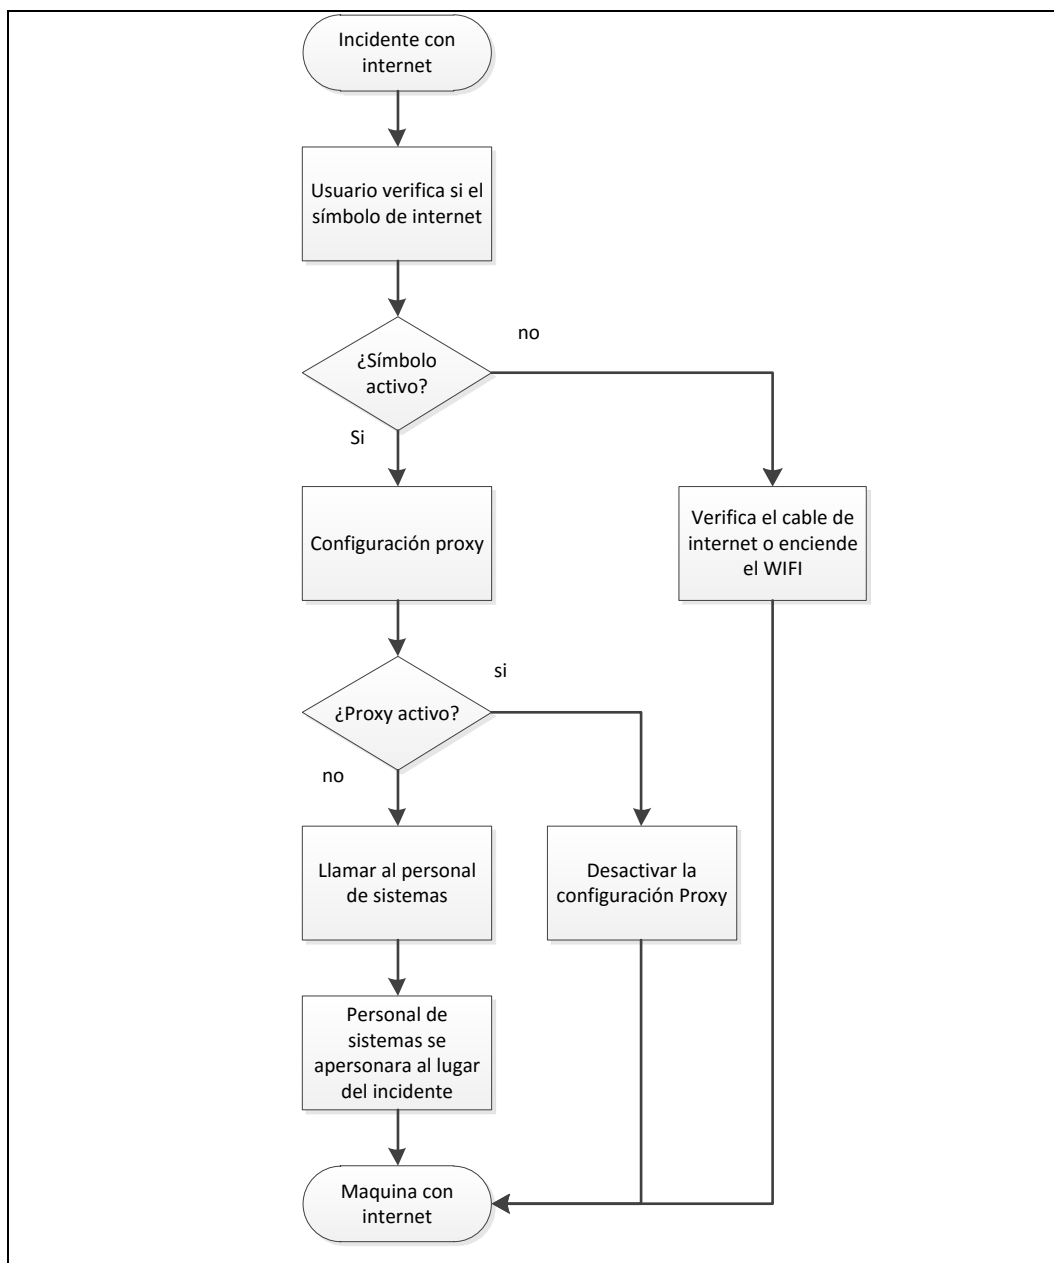 Incidente con
internet
Usuario verifica si el
símbolo de internet
no
¿Símbolo
activo?
Si
Configuración proxy
Verifica el cable de
internet o enciende
el WIFI
si
¿Proxy activo?
no
Llamar al personal
de sistemas
Desactivar la
configuración Proxy
Personal de
sistemas se
apersonara al lugar
del incidente
Maquina con
internet